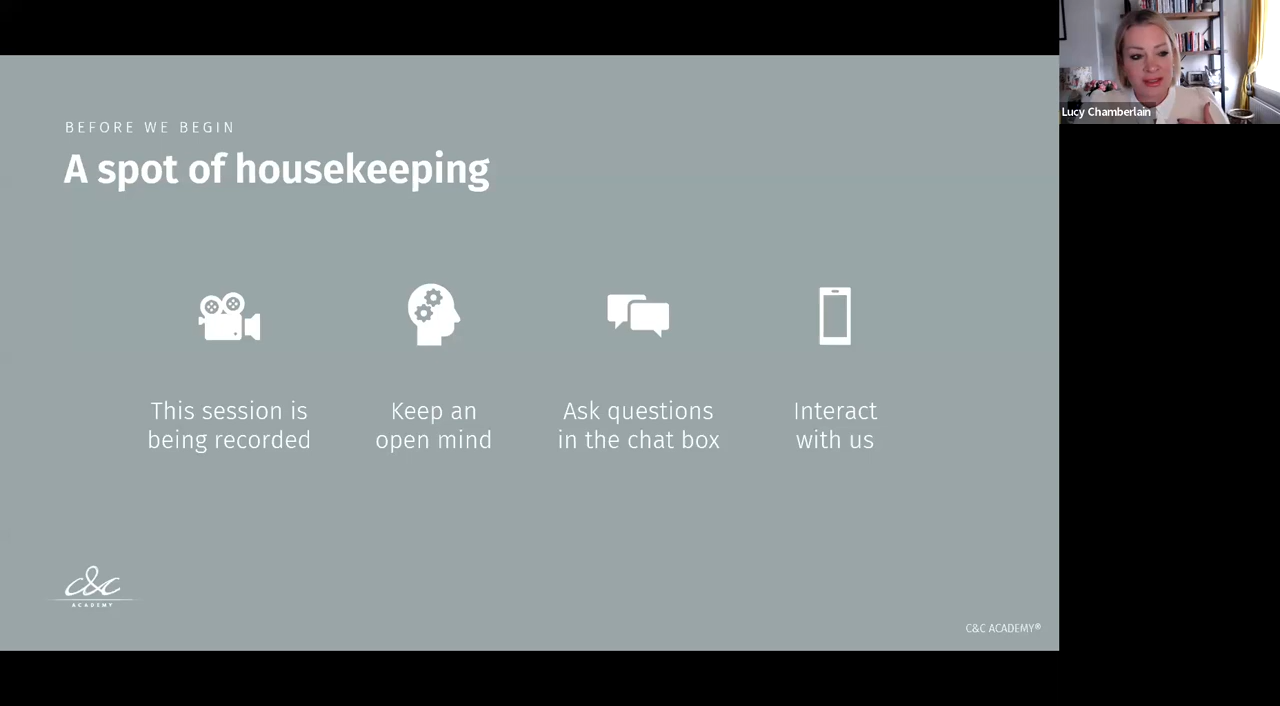 BEFORE WE BEGIN
A spot of housekeeping
This session is
being recorded
Keep an
open mind
Ask questions
in the chat box
Interact
with us
c&c
ACADEMY
C&C ACADEMY®
Lucy Chamberlain